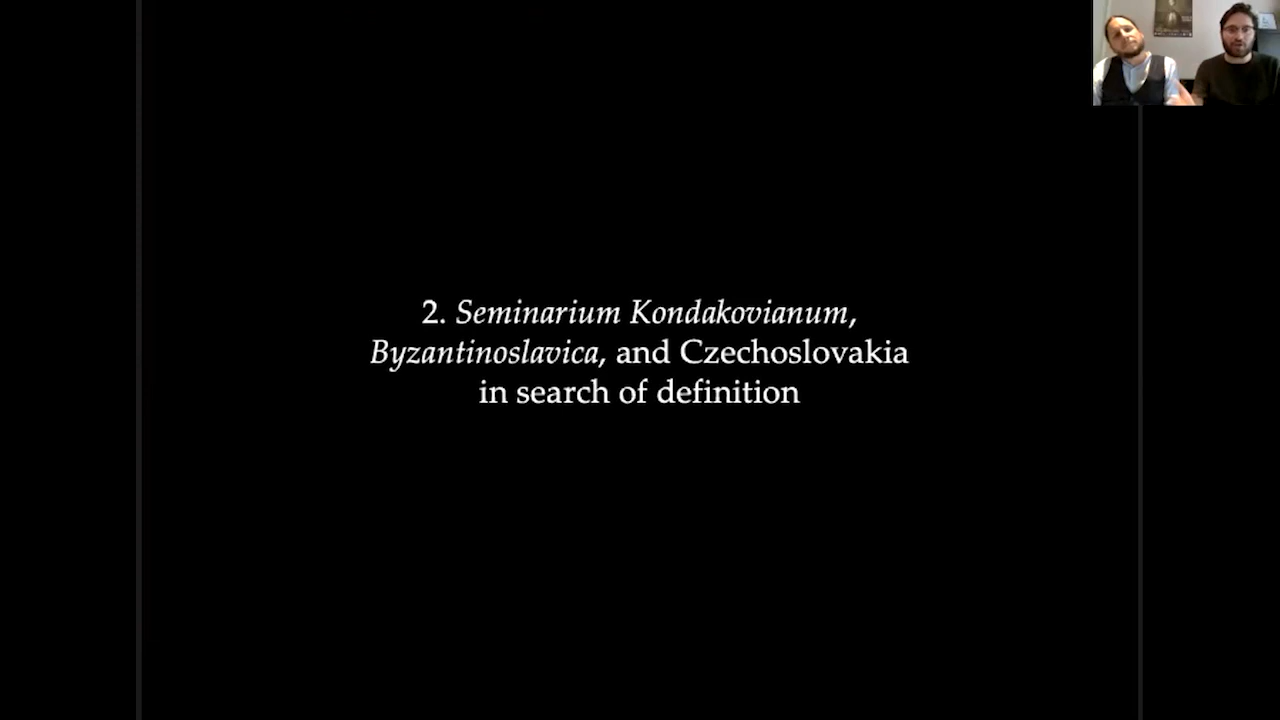 2. Seminarium Kondakovianum,
Byzantinoslavica, and Czechoslovakia
in search of definition